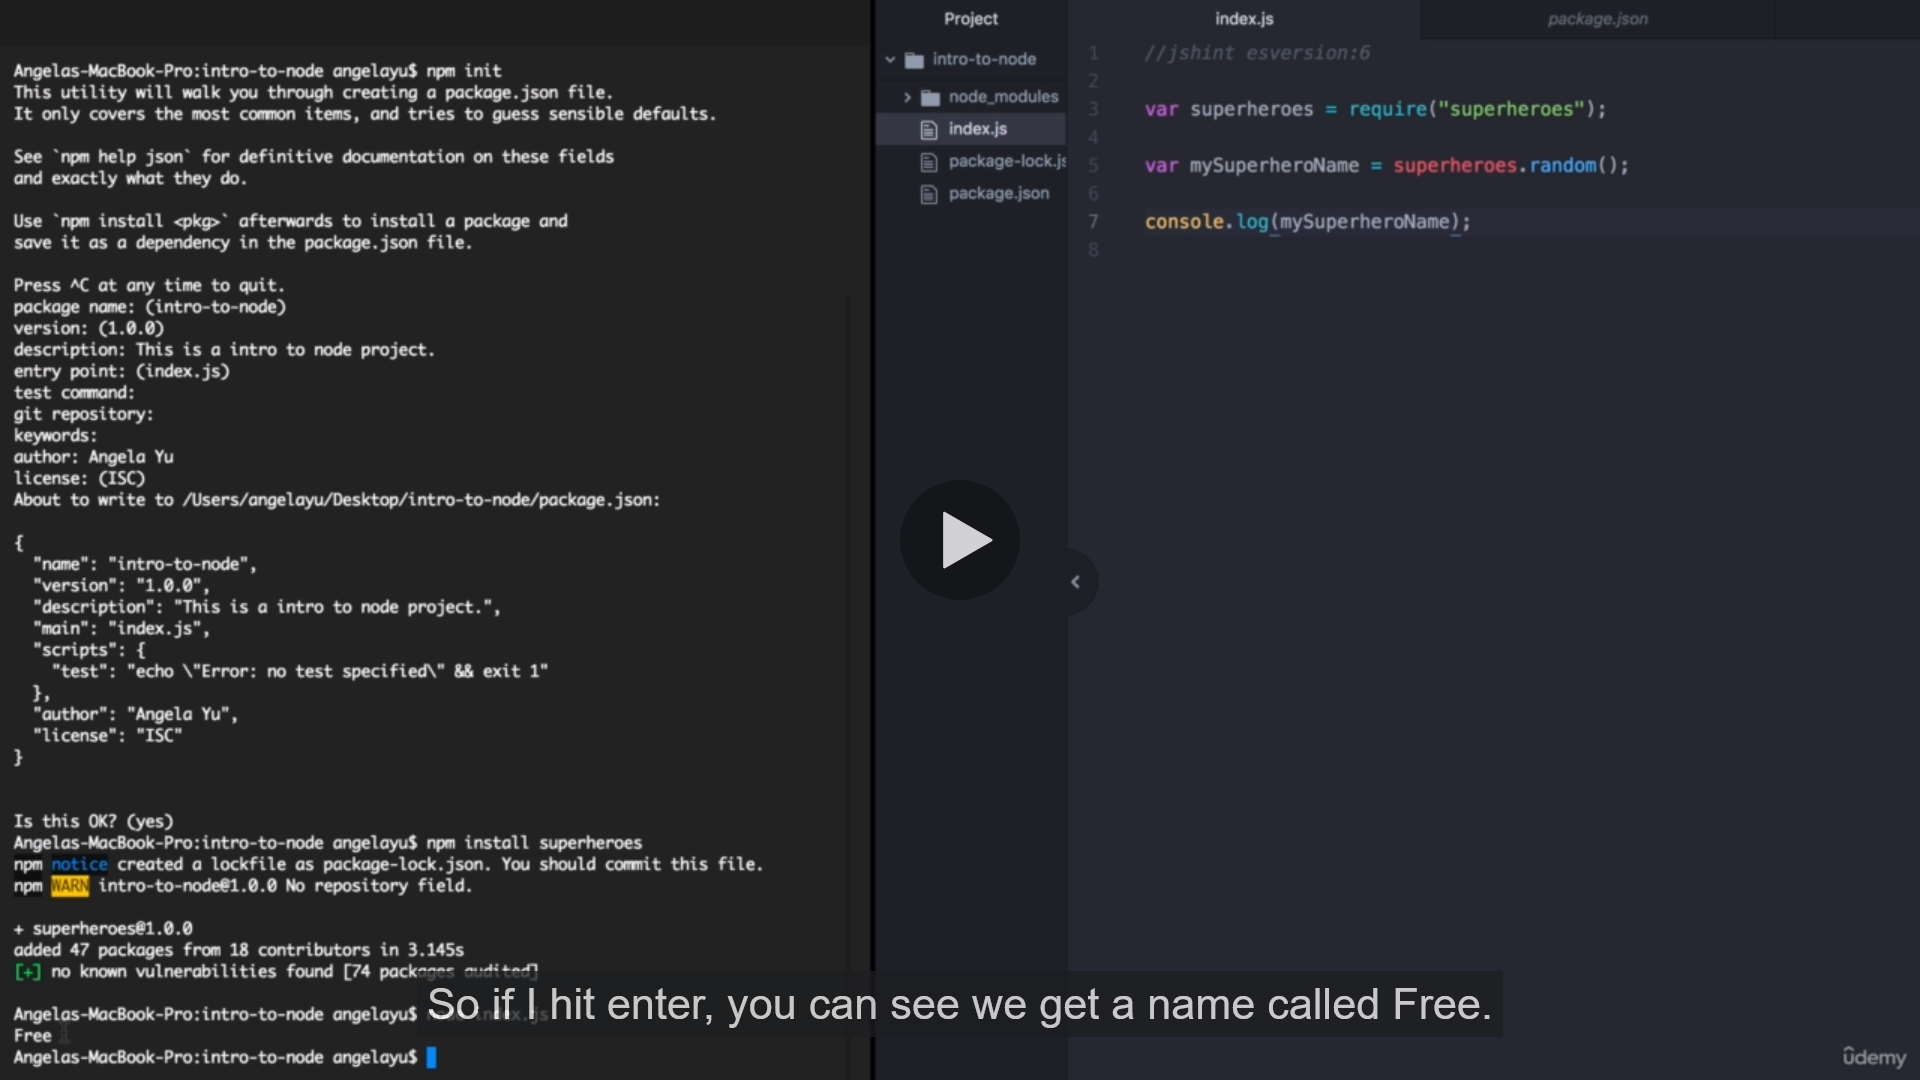 Angelas-MacBook-Pro:intro-to-node angelayu$ npm init
This utility will walk you through creating a package.json file.
It only covers the most common items, and tries to guess sensible defaults.
See `npm help json` for definitive documentation on these fields
and exactly what they do.
Use `npm install <pkg>` afterwards to install a package and
save it as a dependency in the package.json file.
Press ^C at any time to quit.
package name: (intro-to-node)
version: (1.0.0)
description: This is a intro to node project.
entry point: (index.js)
test command:
git repository:
keywords:
author: Angela Yu
license: (ISC)
About to write to /Users/angelayu/Desktop/intro-to-node/package.json:
{
  "name": "intro-to-node",
  "version": "1.0.0",
  "description": "This is a intro to node project.",
  "main": "index.js",
  "scripts": {
    "test": "echo \"Error: no test specified\" && exit 1"
  },
  "author": "Angela Yu",
  "license": "ISC"
}
Is this OK? (yes)
Angelas-MacBook-Pro:intro-to-node angelayu$ npm install superheroes
npm notice created a lockfile as package-lock.json. You should commit this file.
npm WARN intro-to-node@1.0.0 No repository field.
+ superheroes@1.0.0
added 47 packages from 18 contributors in 3.145s
[+] no known vulnerabilities found [74 packages audited]
Angelas-MacBook-Pro:intro-to-node angelayu$ index.js
Free
Angelas-MacBook-Pro:intro-to-node angelayu$
Project
intro-to-node
node_modules
index.js
package-lock.js
package.json
index.js
package.json
1 //jshint esversion:6
2
3 var superheroes = require("superheroes");
4
5 var mySuperheroName = superheroes.random();
6
7 console.log(mySuperheroName);
8
So if I hit enter, you can see we get a name called Free.
ûdemy